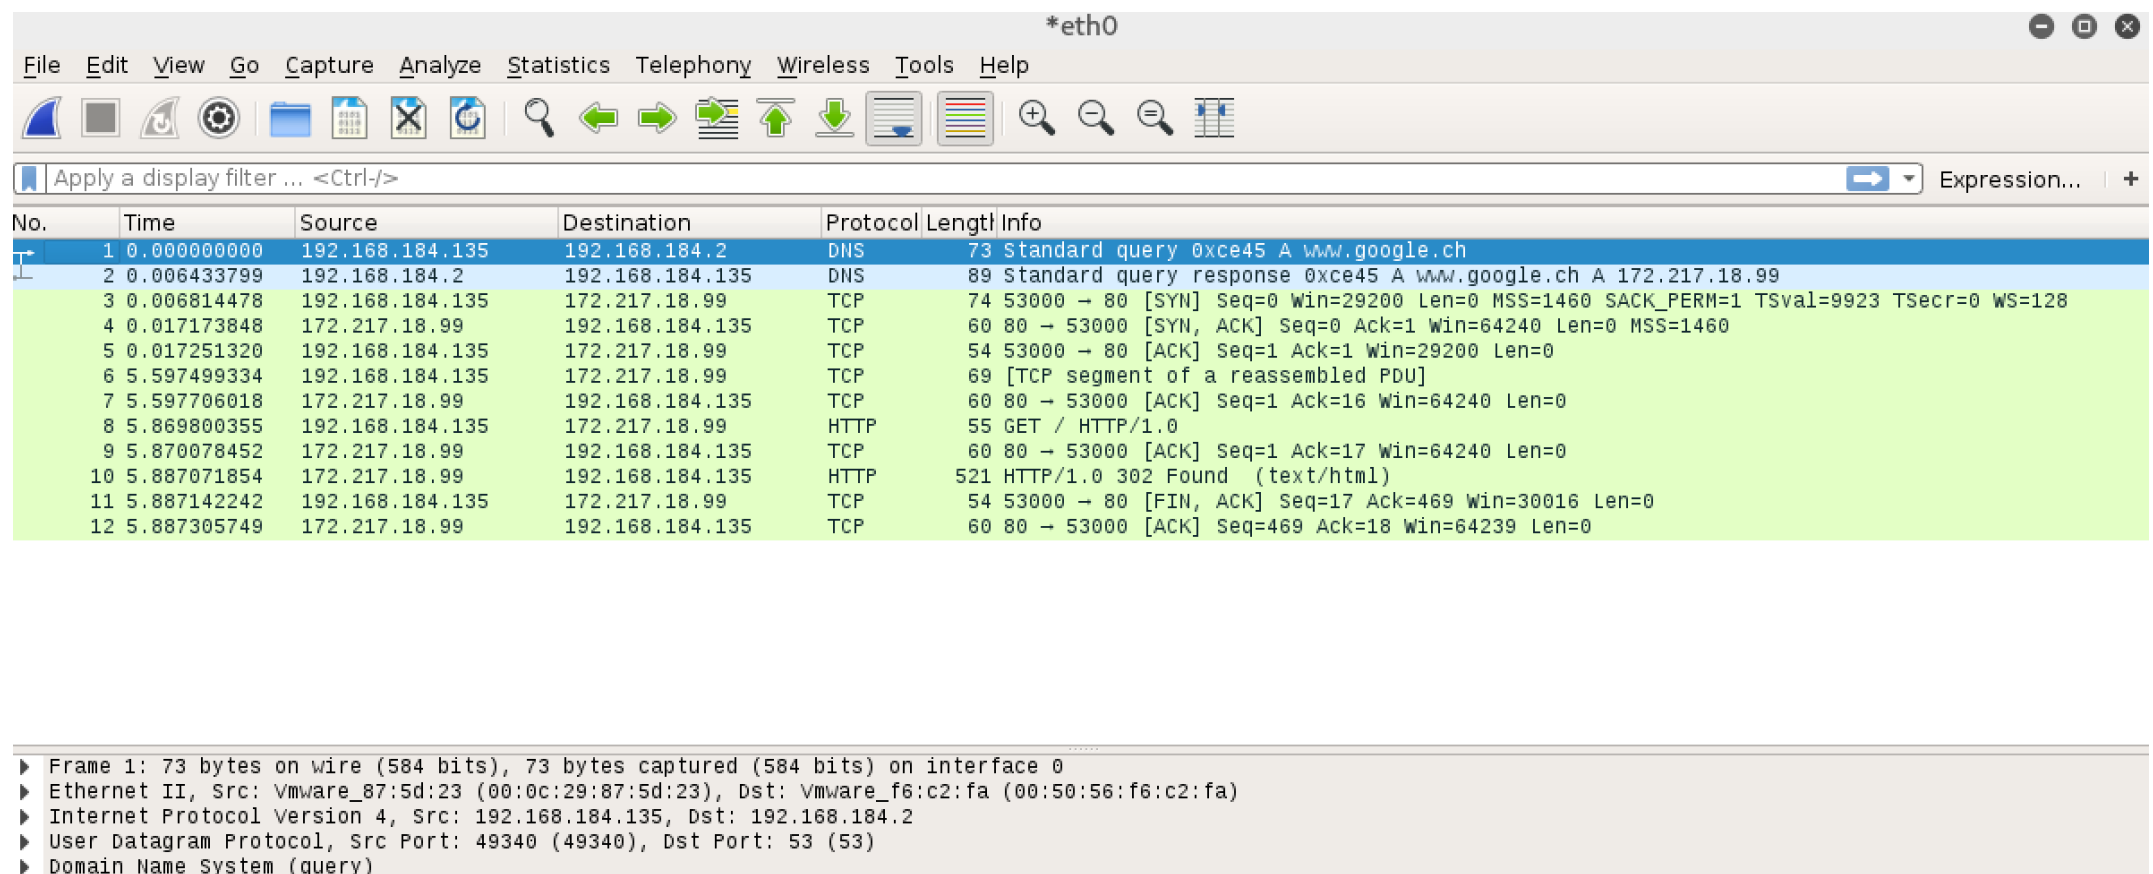 *eth0
File Edit View Go Capture Analyze Statistics Telephony Wireless Tools Help
Apply a display filter ... <Ctrl-/> Expression... +
No. Time Source Destination Protocol Length Info
1 0.000000000 192.168.184.135 192.168.184.2 DNS 73 Standard query 0xce45 A www.google.ch
2 0.006433799 192.168.184.2 192.168.184.135 DNS 89 Standard query response 0xce45 A www.google.ch A 172.217.18.99
3 0.006814478 192.168.184.135 172.217.18.99 TCP 74 53000 → 80 [SYN] Seq=0 Win=29200 Len=0 MSS=1460 SACK_PERM=1 TSval=9923 TSecr=0 WS=128
4 0.017173848 172.217.18.99 192.168.184.135 TCP 60 80 → 53000 [SYN, ACK] Seq=0 Ack=1 Win=64240 Len=0 MSS=1460
5 0.017251320 192.168.184.135 172.217.18.99 TCP 54 53000 → 80 [ACK] Seq=1 Ack=1 Win=29200 Len=0
6 5.597499334 192.168.184.135 172.217.18.99 TCP 69 [TCP segment of a reassembled PDU]
7 5.597706018 172.217.18.99 192.168.184.135 TCP 60 80 → 53000 [ACK] Seq=1 Ack=16 Win=64240 Len=0
8 5.869800355 192.168.184.135 172.217.18.99 HTTP 55 GET / HTTP/1.0
9 5.870078452 172.217.18.99 192.168.184.135 TCP 60 80 → 53000 [ACK] Seq=1 Ack=17 Win=64240 Len=0
10 5.887071854 172.217.18.99 192.168.184.135 HTTP 521 HTTP/1.0 302 Found (text/html)
11 5.887142242 192.168.184.135 172.217.18.99 TCP 54 53000 → 80 [FIN, ACK] Seq=17 Ack=469 Win=30016 Len=0
12 5.887305749 172.217.18.99 192.168.184.135 TCP 60 80 → 53000 [ACK] Seq=469 Ack=18 Win=64239 Len=0
Frame 1: 73 bytes on wire (584 bits), 73 bytes captured (584 bits) on interface 0
Ethernet II, Src: Vmware_87:5d:23 (00:0c:29:87:5d:23), Dst: Vmware_f6:c2:fa (00:50:56:f6:c2:fa)
Internet Protocol Version 4, Src: 192.168.184.135, Dst: 192.168.184.2
User Datagram Protocol, Src Port: 49340 (49340), Dst Port: 53 (53)
Domain Name System (query)